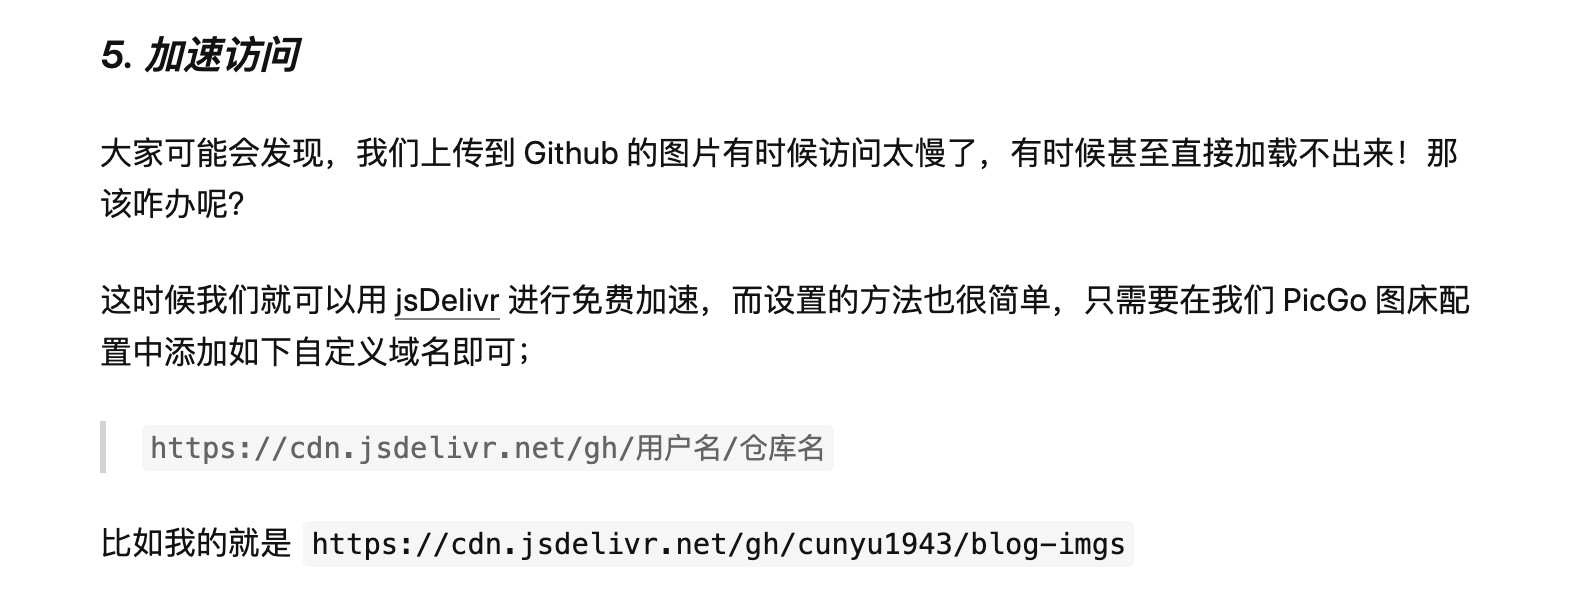 5. 加速访问
大家可能会发现，我们上传到 Github 的图片有时候访问太慢了，有时候甚至直接加载不出来！那
该咋办呢？
这时候我们就可以用 jsDelivr 进行免费加速，而设置的方法也很简单，只需要在我们 PicGo 图床配
置中添加如下自定义域名即可；
https://cdn.jsdelivr.net/gh/用户名/仓库名
比如我的就是 https://cdn.jsdelivr.net/gh/cunyu1943/blog-imgs